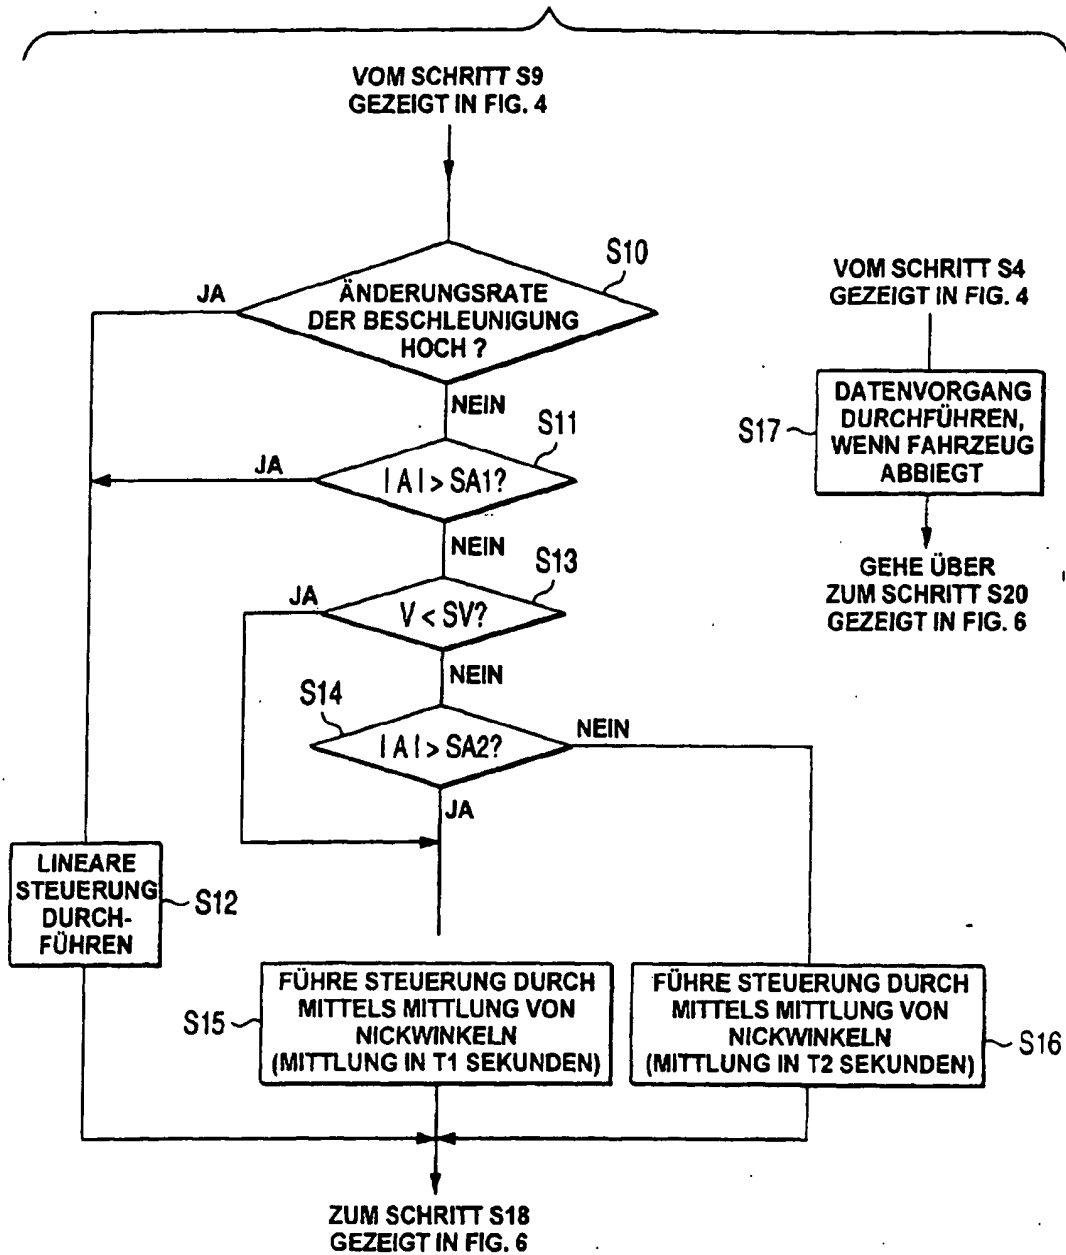 VOM SCHRITT S9
GEZEIGT IN FIG. 4
S10
JA
ÄNDERUNGSRATE
DER BESCHLEUNIGUNG
HOCH ?
NEIN
S11
JA
| A | > SA1?
NEIN
S13
JA
V < SV?
NEIN
S14
| A | > SA2?
NEIN
JA
LINEARE
STEUERUNG
DURCH-
FÜHREN
S12
FÜHRE STEUERUNG DURCH
MITTELS MITTLUNG VON
NICKWINKELN
(MITTLUNG IN T1 SEKUNDEN)
S15
FÜHRE STEUERUNG DURCH
MITTELS MITTLUNG VON
NICKWINKELN
(MITTLUNG IN T2 SEKUNDEN)
S16
ZUM SCHRITT S18
GEZEIGT IN FIG. 6
VOM SCHRITT S4
GEZEIGT IN FIG. 4
S17
DATENVORGANG
DURCHFÜHREN,
WENN FAHRZEUG
ABBIEGT
GEHE ÜBER
ZUM SCHRITT S20
GEZEIGT IN FIG. 6